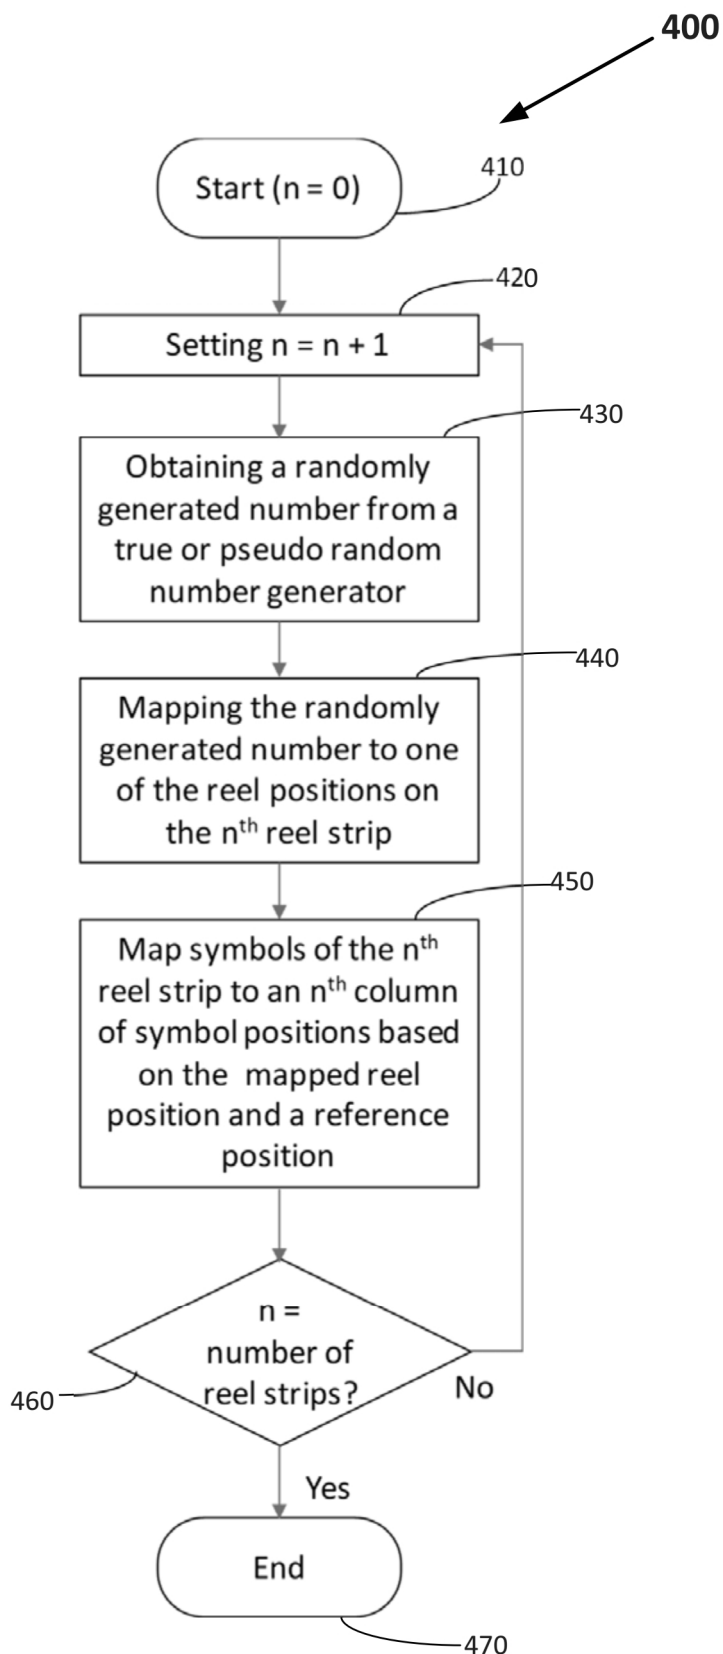 400
Start (n = 0)
410
420
Setting n = n + 1
430
Obtaining a randomly
generated number from a
true or pseudo random
number generator
440
Mapping the randomly
generated number to one
of the reel positions on
the nth reel strip
450
Map symbols of the nth
reel strip to an nth column
of symbol positions based
on the mapped reel
position and a reference
position
n =
number of
reel strips?
460
No
Yes
End
470